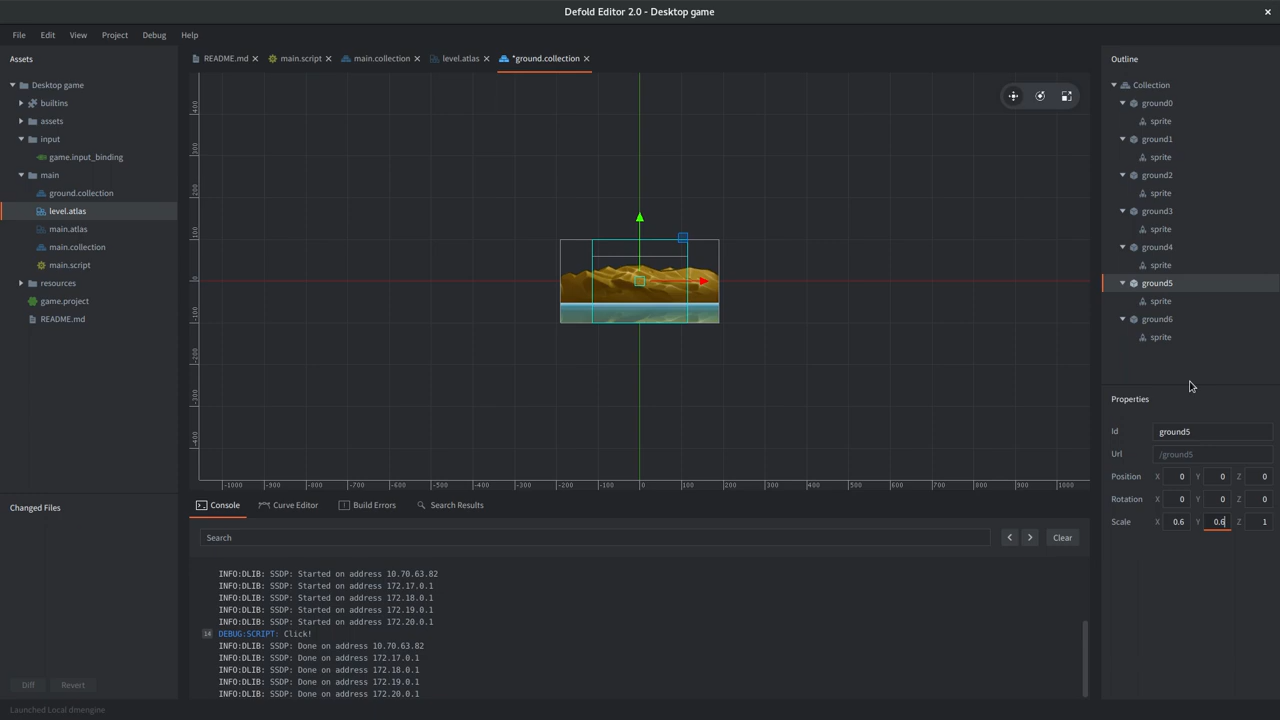 Defold Editor 2.0 - Desktop game
File Edit View Project Debug Help
Assets
Desktop game
builtins
assets
input
game.input_binding
main
ground.collection
level.atlas
main.atlas
main.collection
main.script
resources
game.project
README.md
Changed Files
Diff Revert
Launched Local dmengine
README.md main.script main.collection level.atlas *ground.collection
400
300
200
100
0
-100
-200
-300
-400
-1000 -900 -800 -700 -600 -500 -400 -300 -200 -100 0 100 200 300 400 500 600 700 800 900 1000
Console Curve Editor Build Errors Search Results
Search
Clear
INFO:DLIB: SSDP: Started on address 10.70.63.82
INFO:DLIB: SSDP: Started on address 172.17.0.1
INFO:DLIB: SSDP: Started on address 172.18.0.1
INFO:DLIB: SSDP: Started on address 172.19.0.1
INFO:DLIB: SSDP: Started on address 172.20.0.1
14 DEBUG:SCRIPT: Click!
INFO:DLIB: SSDP: Done on address 10.70.63.82
INFO:DLIB: SSDP: Done on address 172.17.0.1
INFO:DLIB: SSDP: Done on address 172.18.0.1
INFO:DLIB: SSDP: Done on address 172.19.0.1
INFO:DLIB: SSDP: Done on address 172.20.0.1
Outline
Collection
ground0
sprite
ground1
sprite
ground2
sprite
ground3
sprite
ground4
sprite
ground5
sprite
ground6
sprite
Properties
Id ground5
Url /ground5
Position X 0 Y 0 Z 0
Rotation X 0 Y 0 Z 0
Scale X 0.6 Y 0.6 Z 1